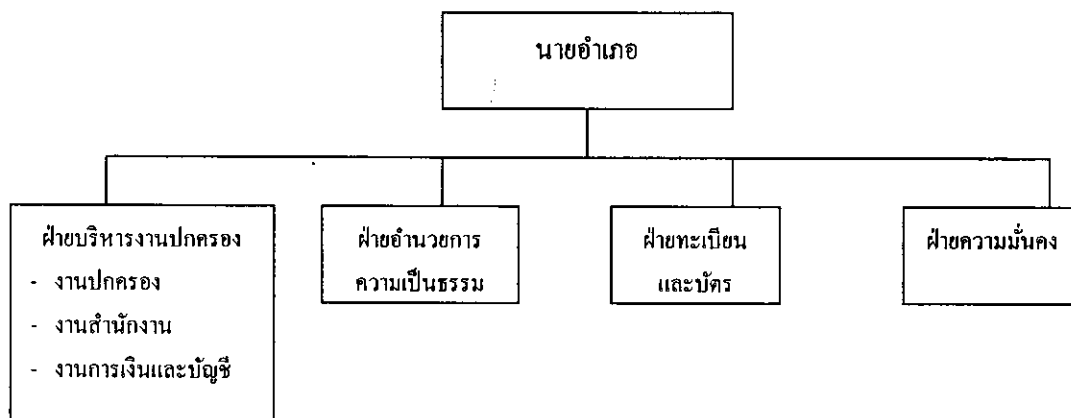 นายอำเภอ
ฝ่ายบริหารงานปกครอง
- งานปกครอง
- งานสำนักงาน
- งานการเงินและบัญชี
ฝ่ายอำนวยการ
ความเป็นธรรม
ฝ่ายทะเบียน
และบัตร
ฝ่ายความมั่นคง